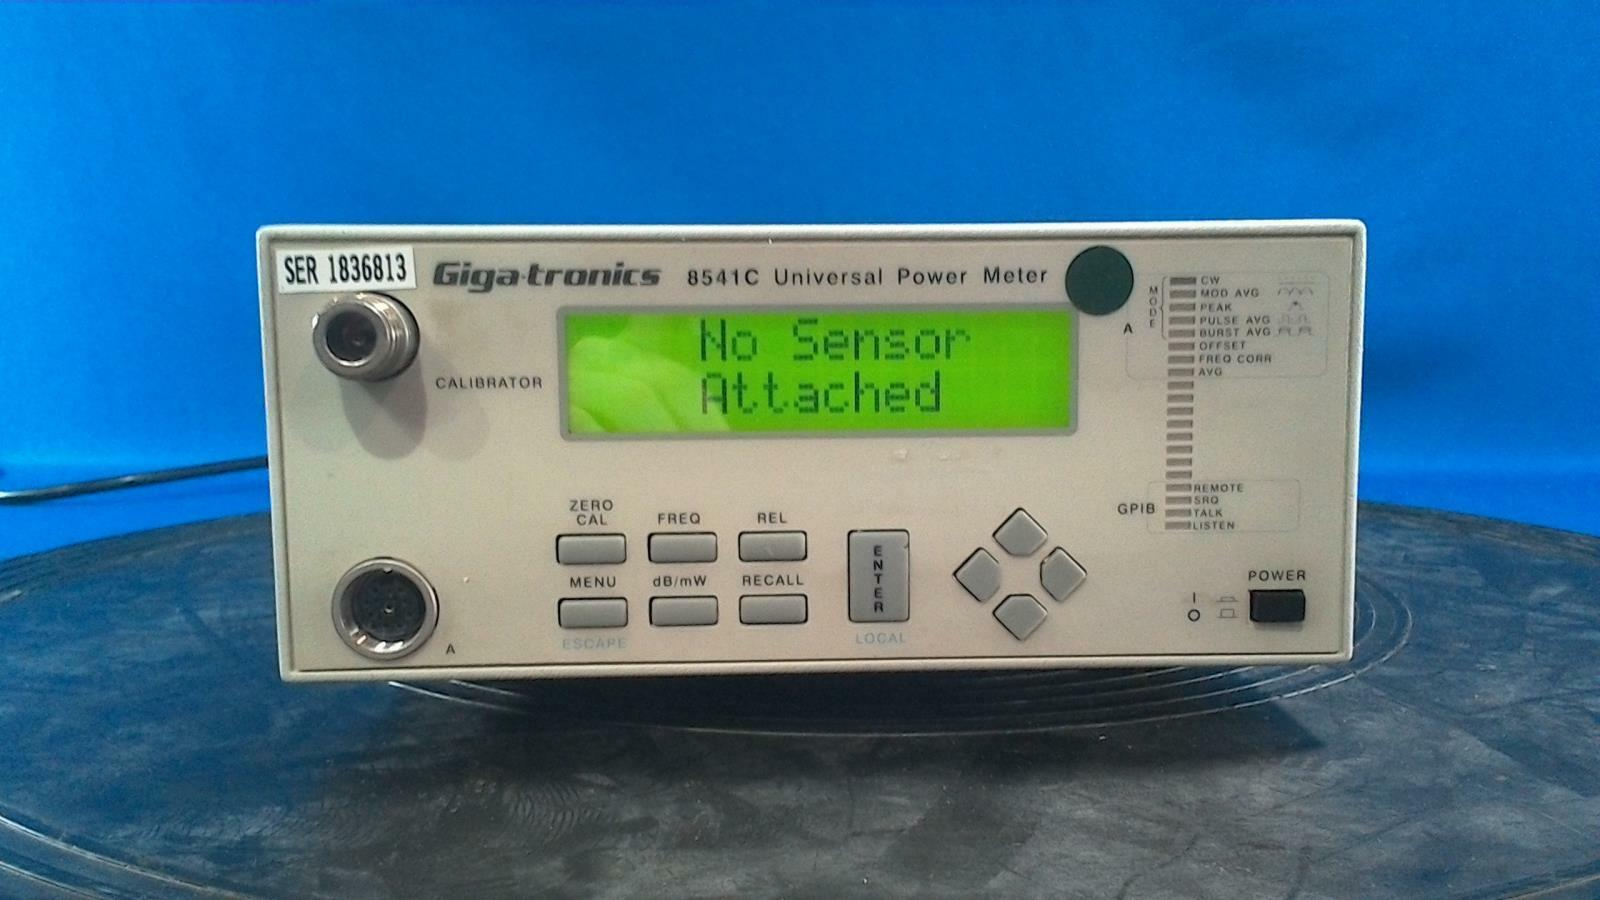 SER 1836813
Giga-tronics 8541C Universal Power Meter
No Sensor
Attached
CALIBRATOR
A
MODE
CW
MOD AVG
PEAK
PULSE AVG
BURST AVG
OFFSET
FREQ CORR
AVG
A
GPIB
REMOTE
SRQ
TALK
LISTEN
ZERO
CAL
FREQ
REL
MENU
dB/mW
RECALL
ESCAPE
ENTER
LOCAL
POWER
I
O